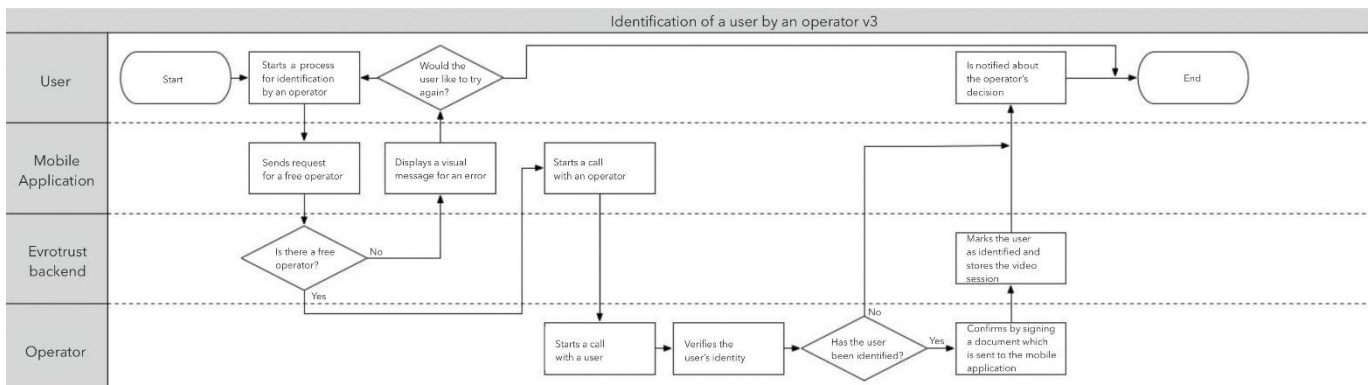 Identification of a user by an operator v3
User
Start
Starts a process
for identification
by an operator
Would the
user like to try
again?
Is notified about
the operator's
decision
End
Mobile
Application
Sends request
for a free operator
Displays a visual
message for an error
Starts a call
with an operator
Evrotrust
backend
Is there a free
operator?
No
Yes
Marks the user
as identified and
stores the video
session
Operator
Starts a call
with a user
Verifies the
user's identity
Has the user
been identified?
No
Yes
Confirms by signing
a document which
is sent to the mobile
application